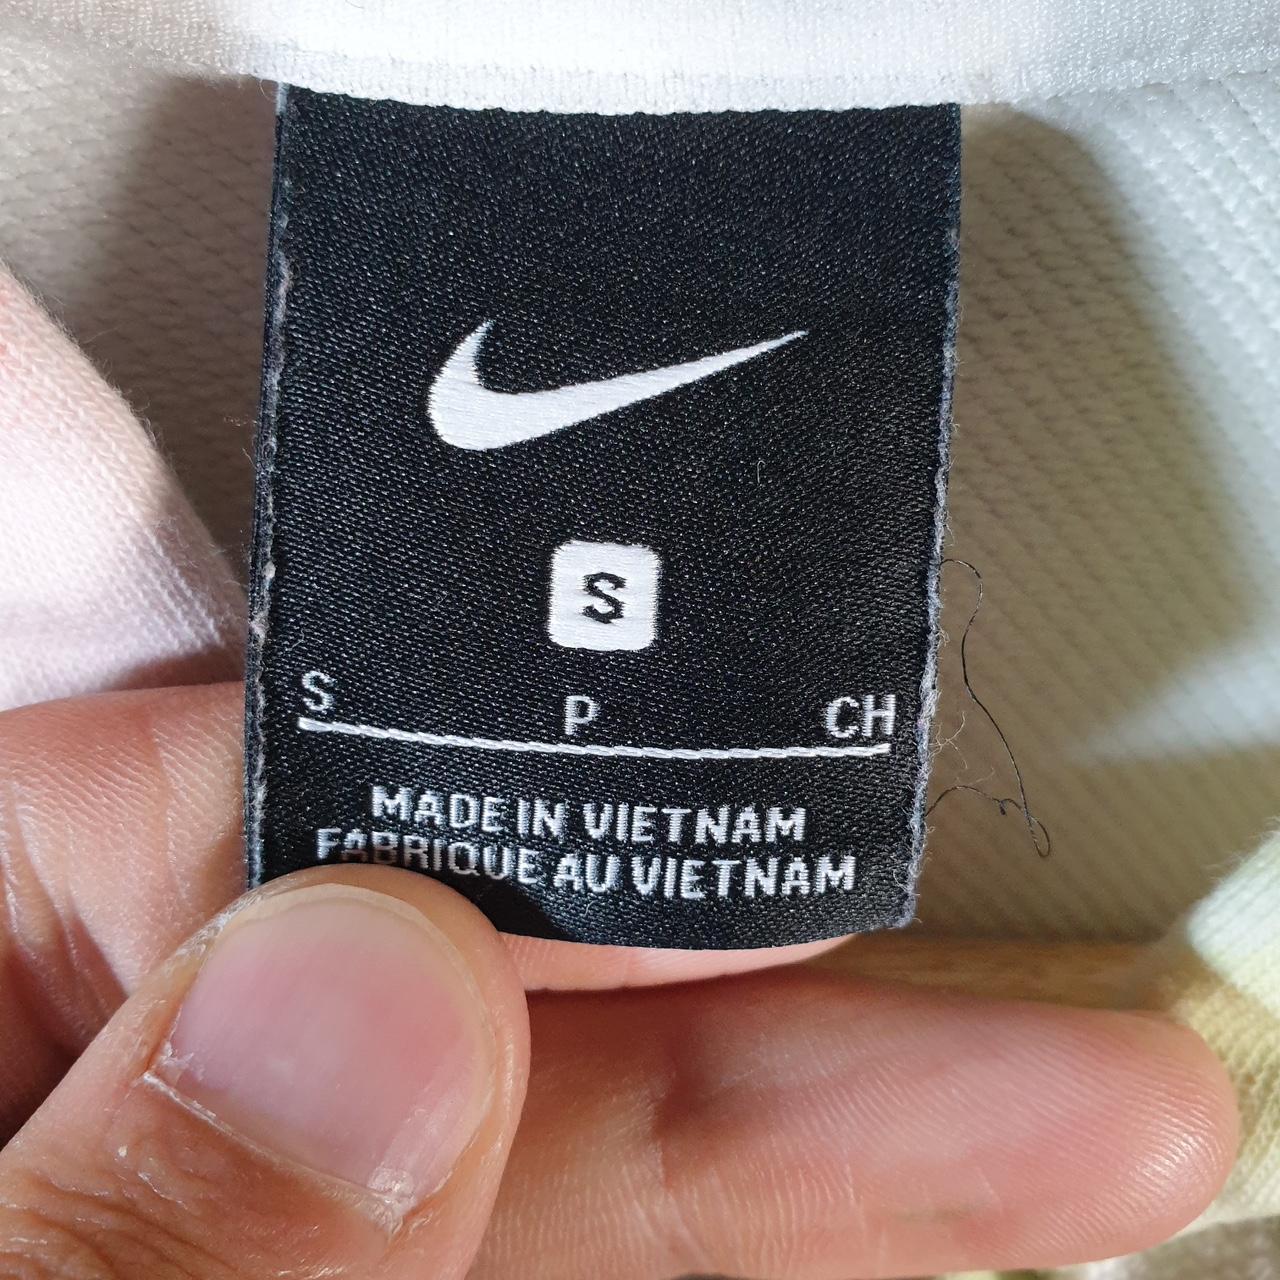 S
S P CH
MADE IN VIETNAM
FABRIQUE AU VIETNAM